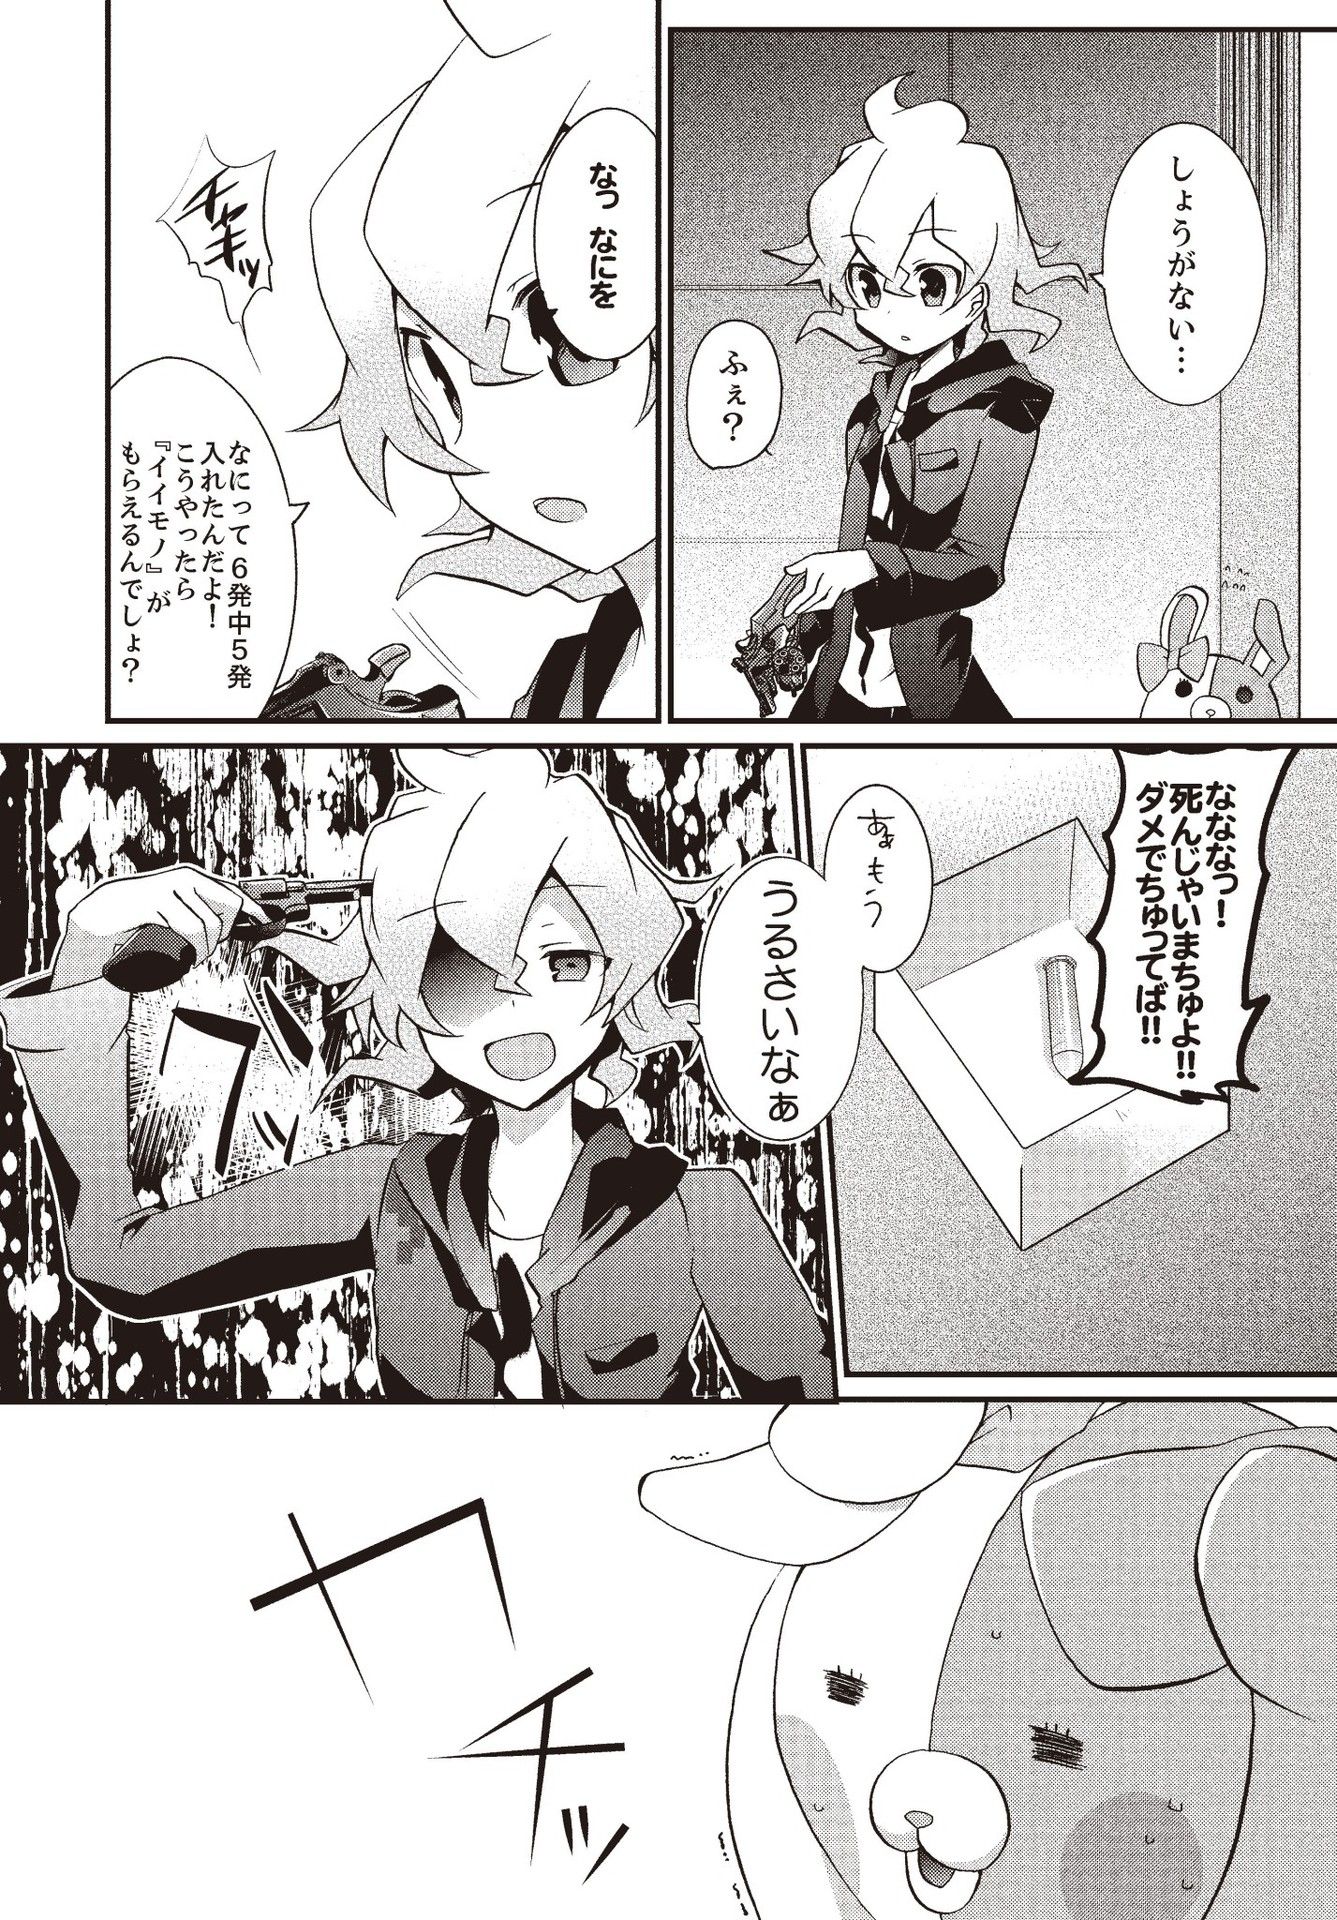 しょうがない…
ふぇ?
なっ なにを
チャキッ
なにって 6発中5発
入れたんだよ!
こうやったら
『イイモノ』が
もらえるんでしょ?
なななっ!
死んじゃいまちゅよ!!
ダメでちゅってば!!
あぁもう
うるさいなぁ
カチッ